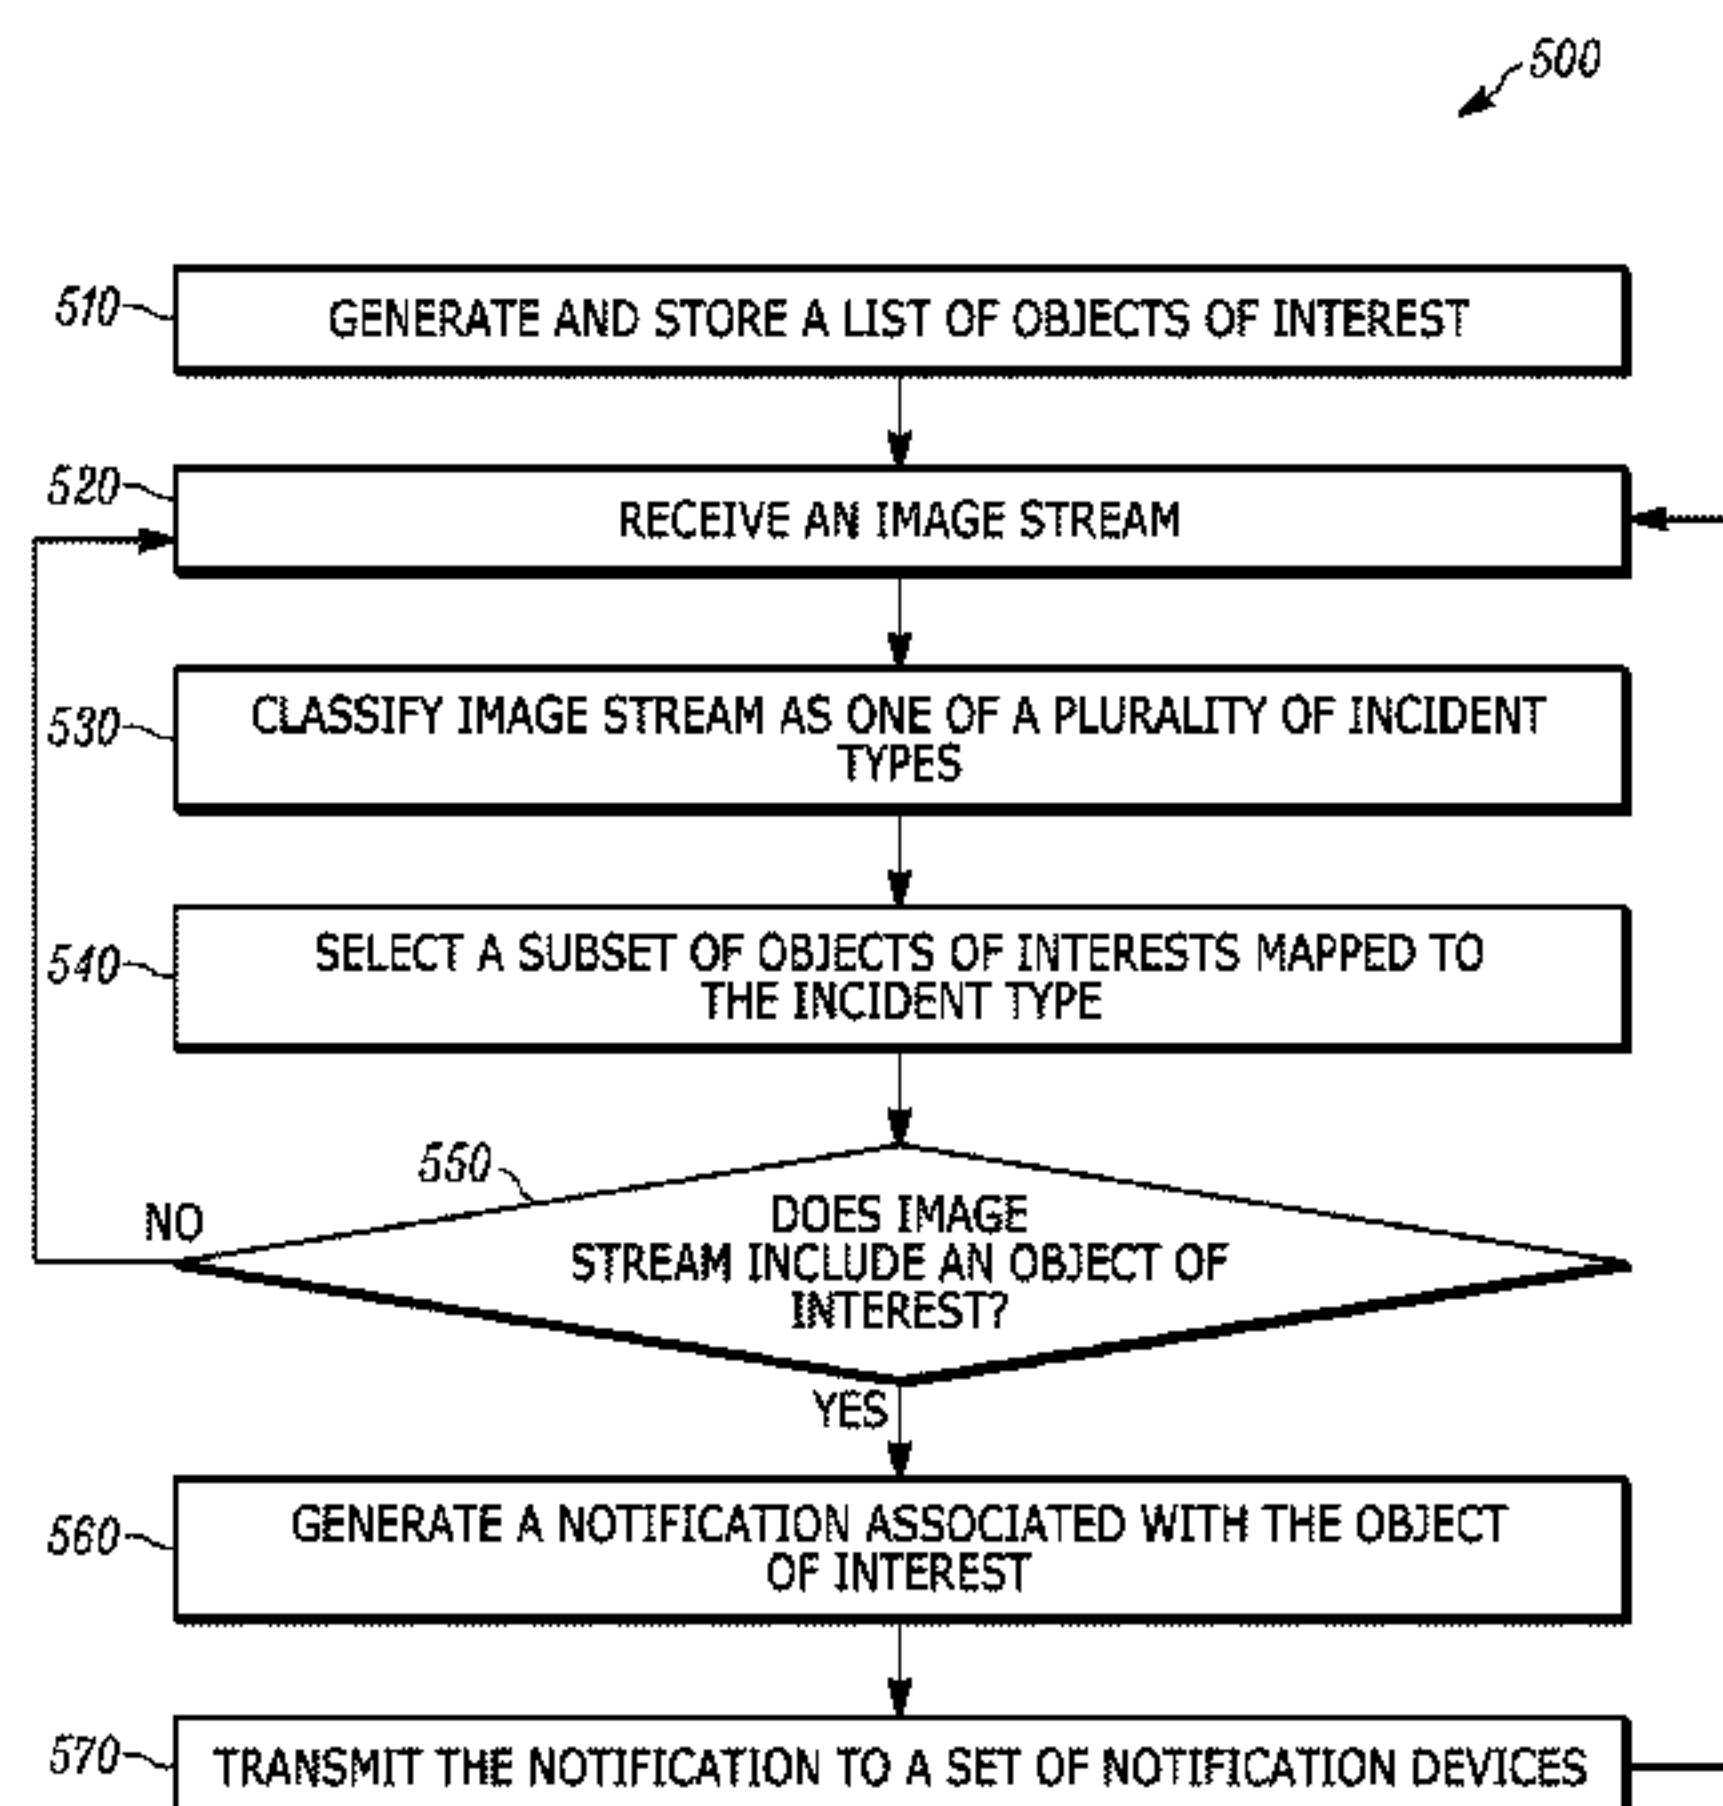 500
510
GENERATE AND STORE A LIST OF OBJECTS OF INTEREST
520
RECEIVE AN IMAGE STREAM
530
CLASSIFY IMAGE STREAM AS ONE OF A PLURALITY OF INCIDENT
TYPES
540
SELECT A SUBSET OF OBJECTS OF INTERESTS MAPPED TO
THE INCIDENT TYPE
550
NO
DOES IMAGE
STREAM INCLUDE AN OBJECT OF
INTEREST?
YES
560
GENERATE A NOTIFICATION ASSOCIATED WITH THE OBJECT
OF INTEREST
570
TRANSMIT THE NOTIFICATION TO A SET OF NOTIFICATION DEVICES